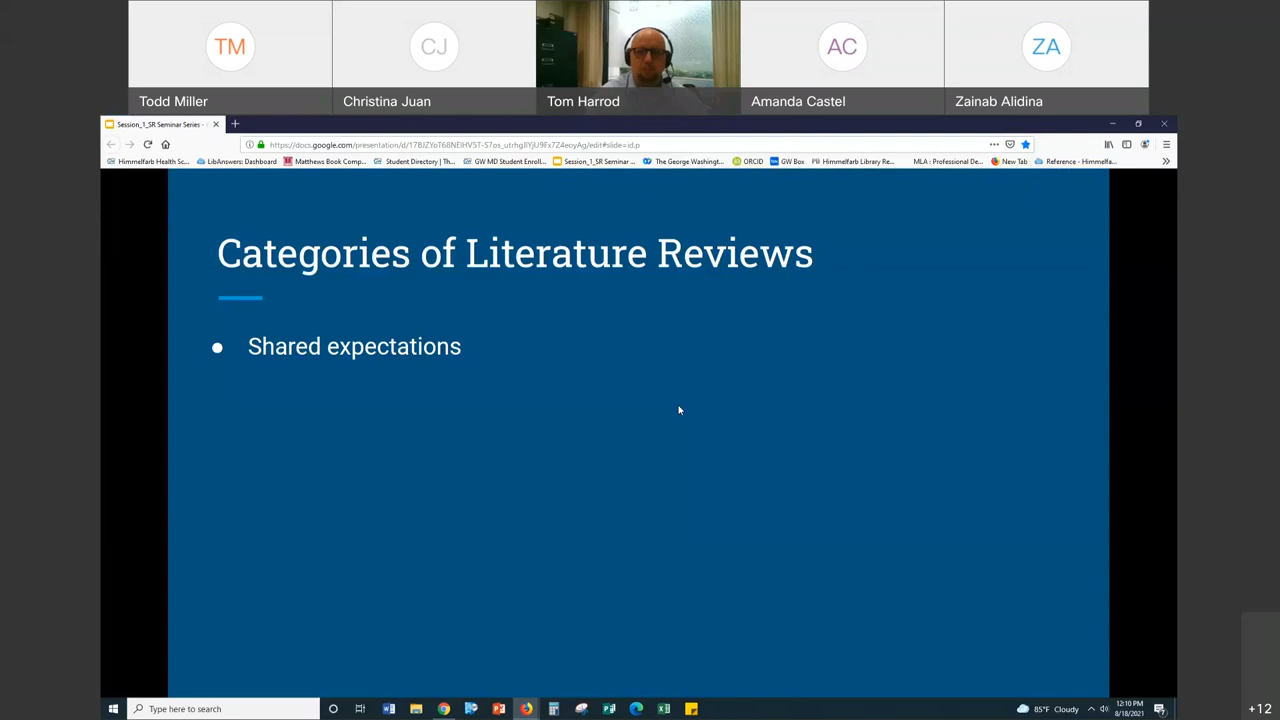 TM
CJ
AC
ZA
Todd Miller
Christina Juan
Tom Harrod
Amanda Castel
Zainab Alidina
Session_1_SR Seminar Series -
Himmelfarb Health Sc...
LibAnswers: Dashboard
Matthews Book Comp...
Student Directory | Th...
GW MD Student Enroll...
Session_1_SR Seminar ...
The George Washingt...
ORCID
GW Box
Himmelfarb Library Re...
MLA : Professional De...
New Tab
Reference - Himmelfa...
Categories of Literature Reviews
● Shared expectations
Type here to search
85°F Cloudy
12:10 PM
8/18/2021
+12